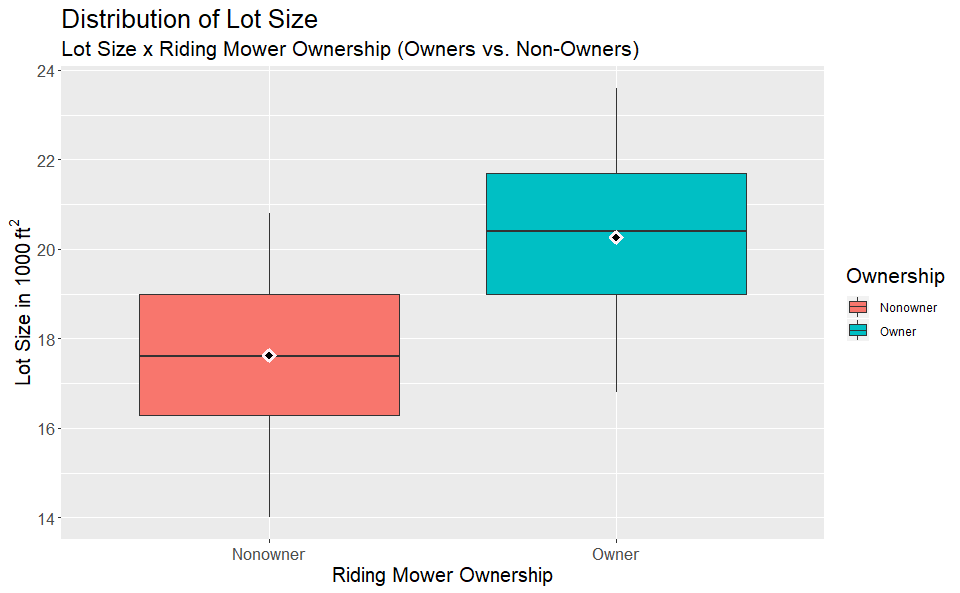 Distribution of Lot Size
Lot Size x Riding Mower Ownership (Owners vs. Non-Owners)
Lot Size in 1000 ft²
24
22
20
18
16
14
Nonowner
Owner
Riding Mower Ownership
Ownership
Nonowner
Owner